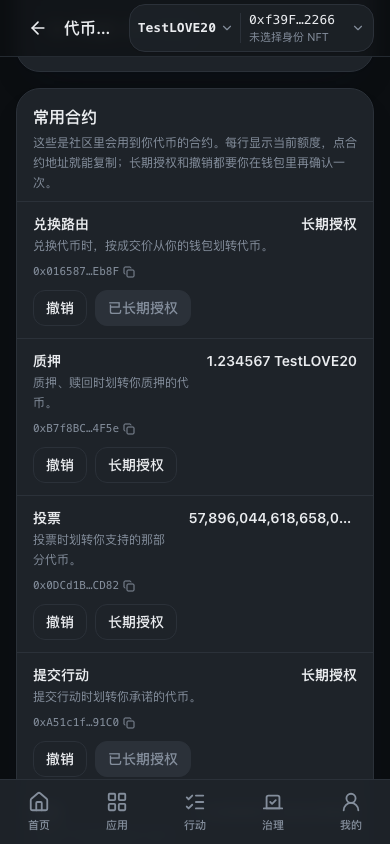 代币...
TestLOVE20
0xf39F…2266
未选择身份 NFT
常用合约
这些是社区里会用到你代币的合约。每行显示当前额度，点合
约地址就能复制；长期授权和撤销都要你在钱包里再确认一
次。
兑换路由
长期授权
兑换代币时，按成交价从你的钱包划转代币。
0x016587…Eb8F
撤销
已长期授权
质押
1.234567 TestLOVE20
质押、赎回时划转你质押的代
币。
0xB7f8BC…4F5e
撤销
长期授权
投票
57,896,044,618,658,0...
投票时划转你支持的那部
分代币。
0x0DCd1B…CD82
撤销
长期授权
提交行动
长期授权
提交行动时划转你承诺的代币。
0xA51c1f…91C0
撤销
已长期授权
首页
应用
行动
治理
我的